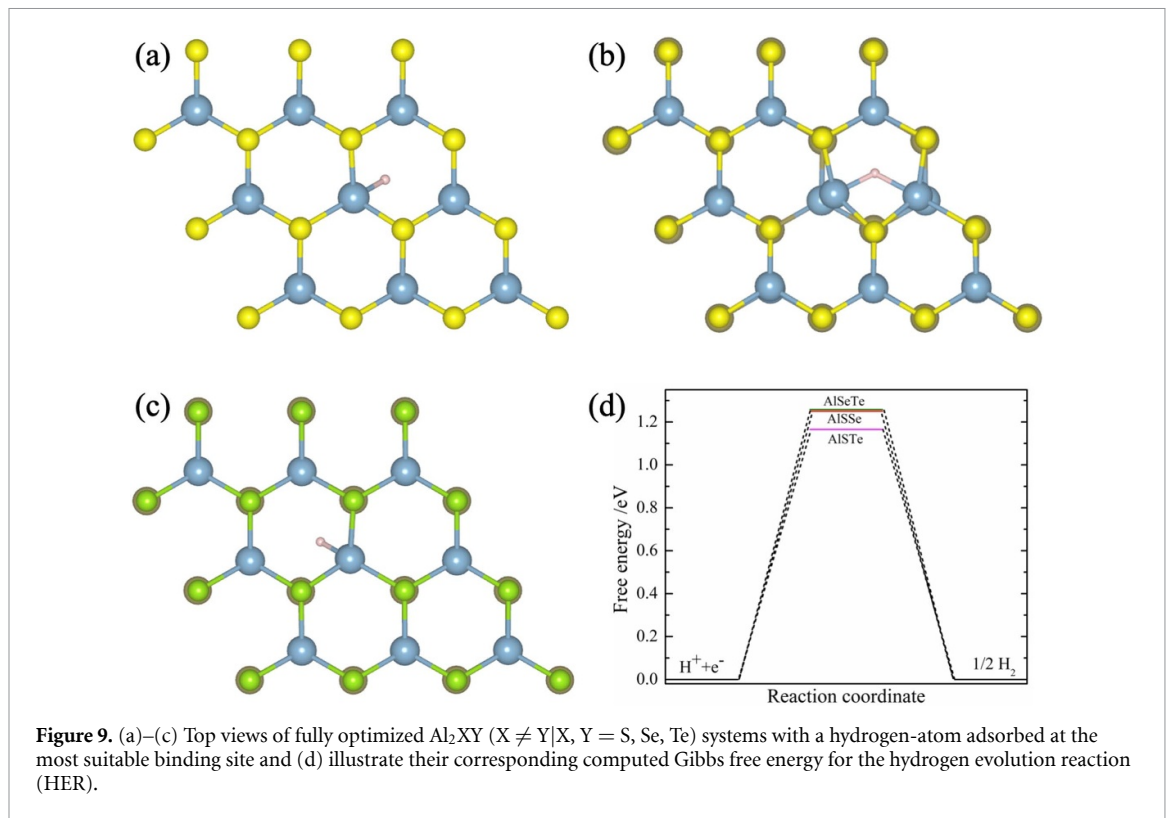 (a)
(b)
(c)
(d)
Free energy /eV
1.2
1.0
0.8
0.6
0.4
0.2
0.0
AlSeTe
AlSSe
AlSTe
H⁺+e⁻
1/2 H₂
Reaction coordinate
Figure 9. (a)–(c) Top views of fully optimized Al₂XY (X ≠ Y|X, Y = S, Se, Te) systems with a hydrogen-atom adsorbed at the
most suitable binding site and (d) illustrate their corresponding computed Gibbs free energy for the hydrogen evolution reaction
(HER).